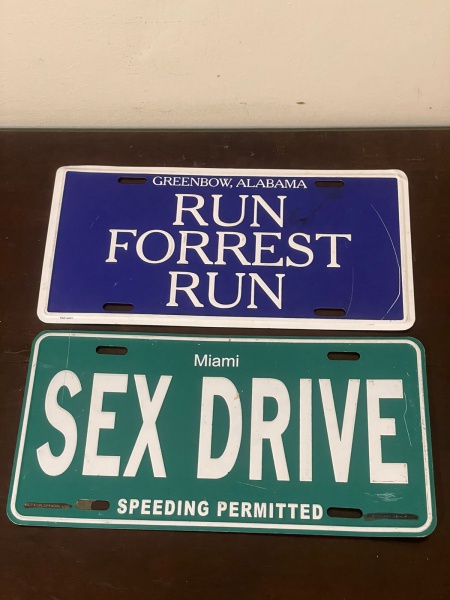 GREENBOW, ALABAMA
RUN
FORREST
RUN
Miami
SEX DRIVE
SPEEDING PERMITTED